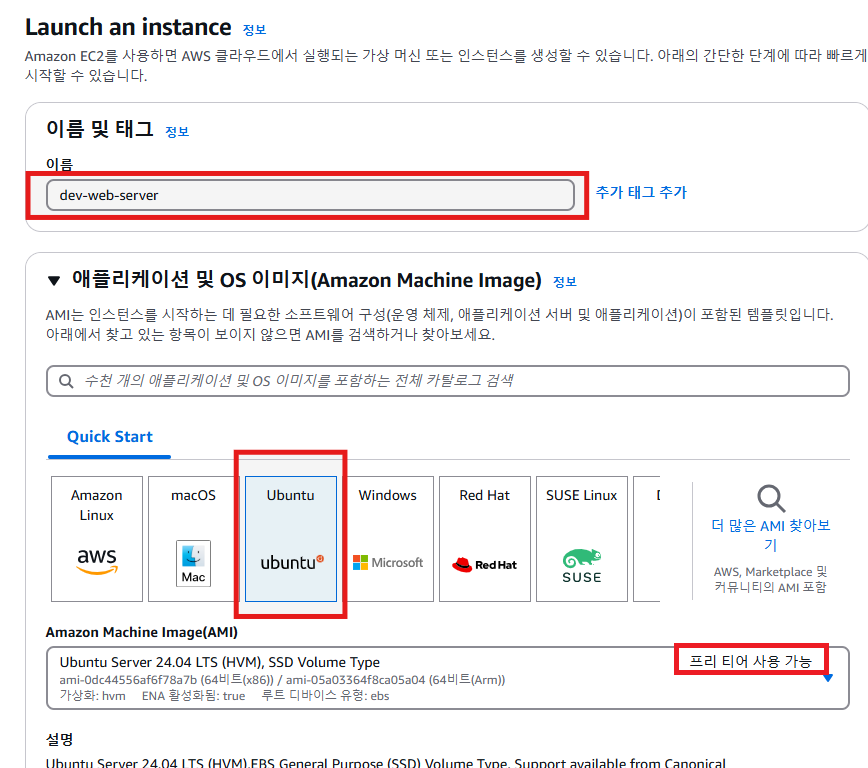 Launch an instance 정보
Amazon EC2를 사용하면 AWS 클라우드에서 실행되는 가상 머신 또는 인스턴스를 생성할 수 있습니다. 아래의 간단한 단계에 따라 빠르게
시작할 수 있습니다.
이름 및 태그 정보
이름
dev-web-server
추가 태그 추가
▼ 애플리케이션 및 OS 이미지(Amazon Machine Image) 정보
AMI는 인스턴스를 시작하는 데 필요한 소프트웨어 구성(운영 체제, 애플리케이션 서버 및 애플리케이션)이 포함된 템플릿입니다.
아래에서 찾고 있는 항목이 보이지 않으면 AMI를 검색하거나 찾아보세요.
수천 개의 애플리케이션 및 OS 이미지를 포함하는 전체 카탈로그 검색
Quick Start
Amazon
Linux
aws
macOS
Mac
Ubuntu
ubuntu
Windows
Microsoft
Red Hat
Red Hat
SUSE Linux
SUSE
더 많은 AMI 찾아보
기
AWS, Marketplace 및
커뮤니티의 AMI 포함
Amazon Machine Image(AMI)
Ubuntu Server 24.04 LTS (HVM), SSD Volume Type
프리 티어 사용 가능
ami-0dc44556af6f78a7b (64비트(x86)) / ami-05a03364f8ca05a04 (64비트(Arm))
가상화: hvm ENA 활성화됨: true 루트 디바이스 유형: ebs
설명
Ubuntu Server 24.04 LTS (HVM),EBS General Purpose (SSD) Volume Type. Support available from Canonical